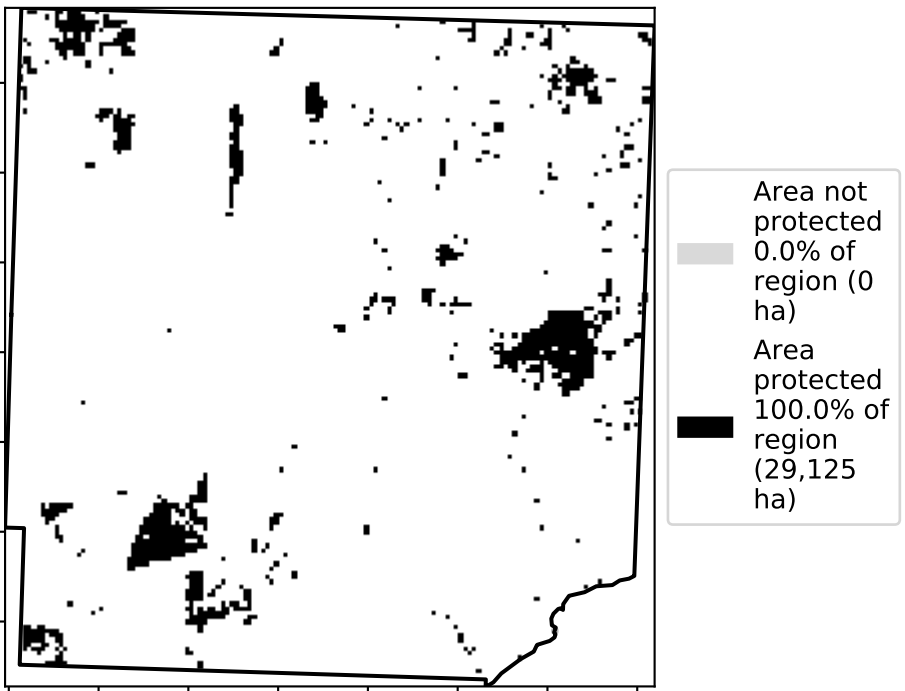 Area not
protected
0.0% of
region (0
ha)
Area
protected
100.0% of
region
(29,125
ha)